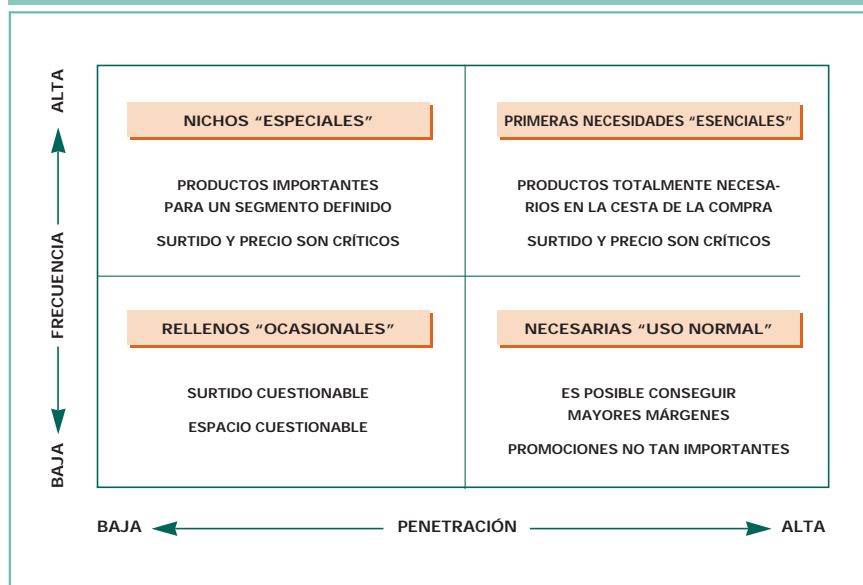 ALTA
FRECUENCIA
BAJA
NICHOS “ESPECIALES”
PRODUCTOS IMPORTANTES
PARA UN SEGMENTO DEFINIDO
SURTIDO Y PRECIO SON CRÍTICOS
PRIMERAS NECESIDADES “ESENCIALES”
PRODUCTOS TOTALMENTE NECESA-
RIOS EN LA CESTA DE LA COMPRA
SURTIDO Y PRECIO SON CRÍTICOS
RELLENOS “OCASIONALES”
SURTIDO CUESTIONABLE
ESPACIO CUESTIONABLE
NECESARIAS “USO NORMAL”
ES POSIBLE CONSEGUIR
MAYORES MÁRGENES
PROMOCIONES NO TAN IMPORTANTES
BAJA PENETRACIÓN ALTA